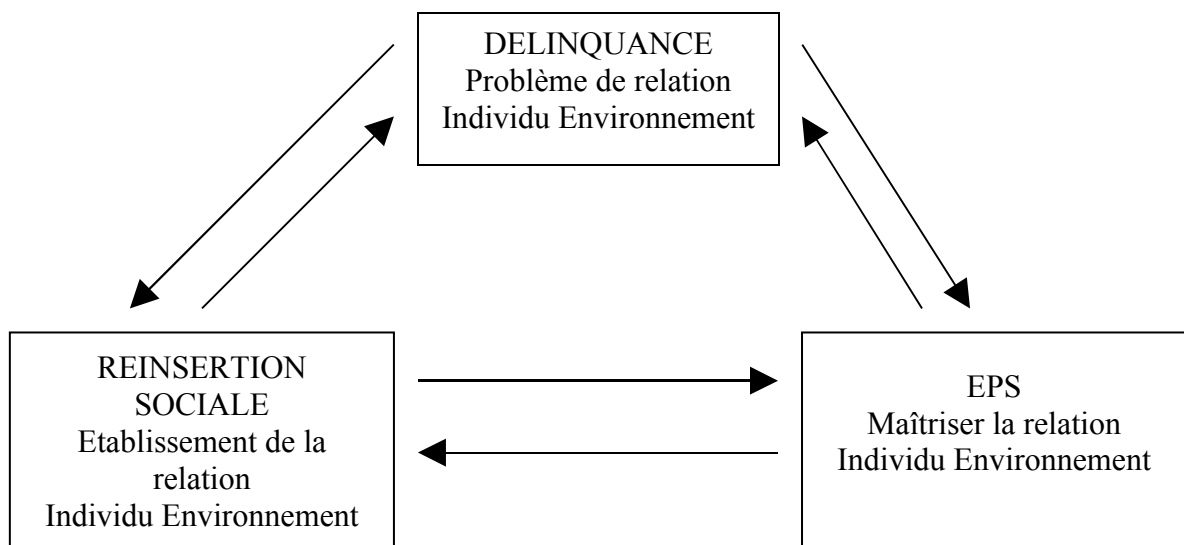 DELINQUANCE
Problème de relation
Individu Environnement
REINSERTION
SOCIALE
Etablissement de la
relation
Individu Environnement
EPS
Maîtriser la relation
Individu Environnement